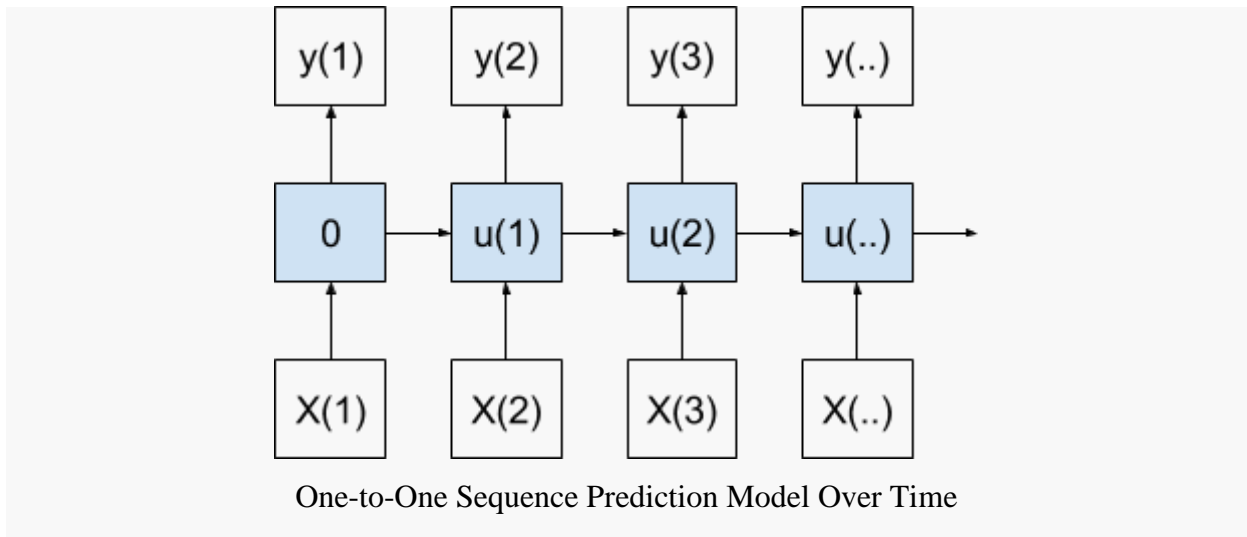 y(1) y(2) y(3) y(..)
0 u(1) u(2) u(..)
X(1) X(2) X(3) X(..)
One-to-One Sequence Prediction Model Over Time